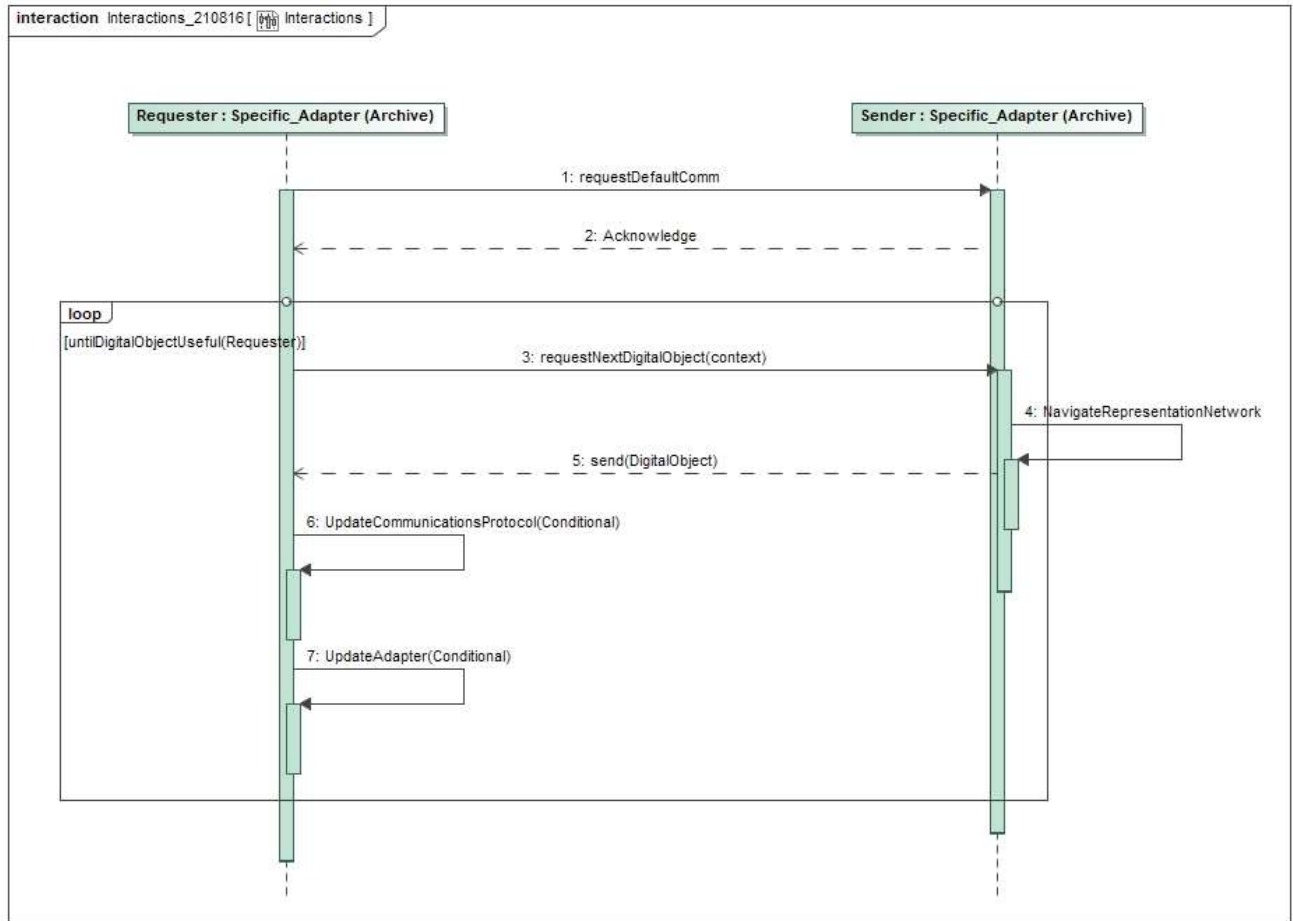 interaction Interactions_210816[ Interactions ]
Requester : Specific_Adapter (Archive)
Sender : Specific_Adapter (Archive)
1: requestDefaultComm
2: Acknowledge
loop
[untilDigitalObjectUseful(Requester)]
3: requestNextDigitalObject(context)
4: NavigateRepresentationNetwork
5: send(DigitalObject)
6: UpdateCommunicationsProtocol(Conditional)
7: UpdateAdapter(Conditional)